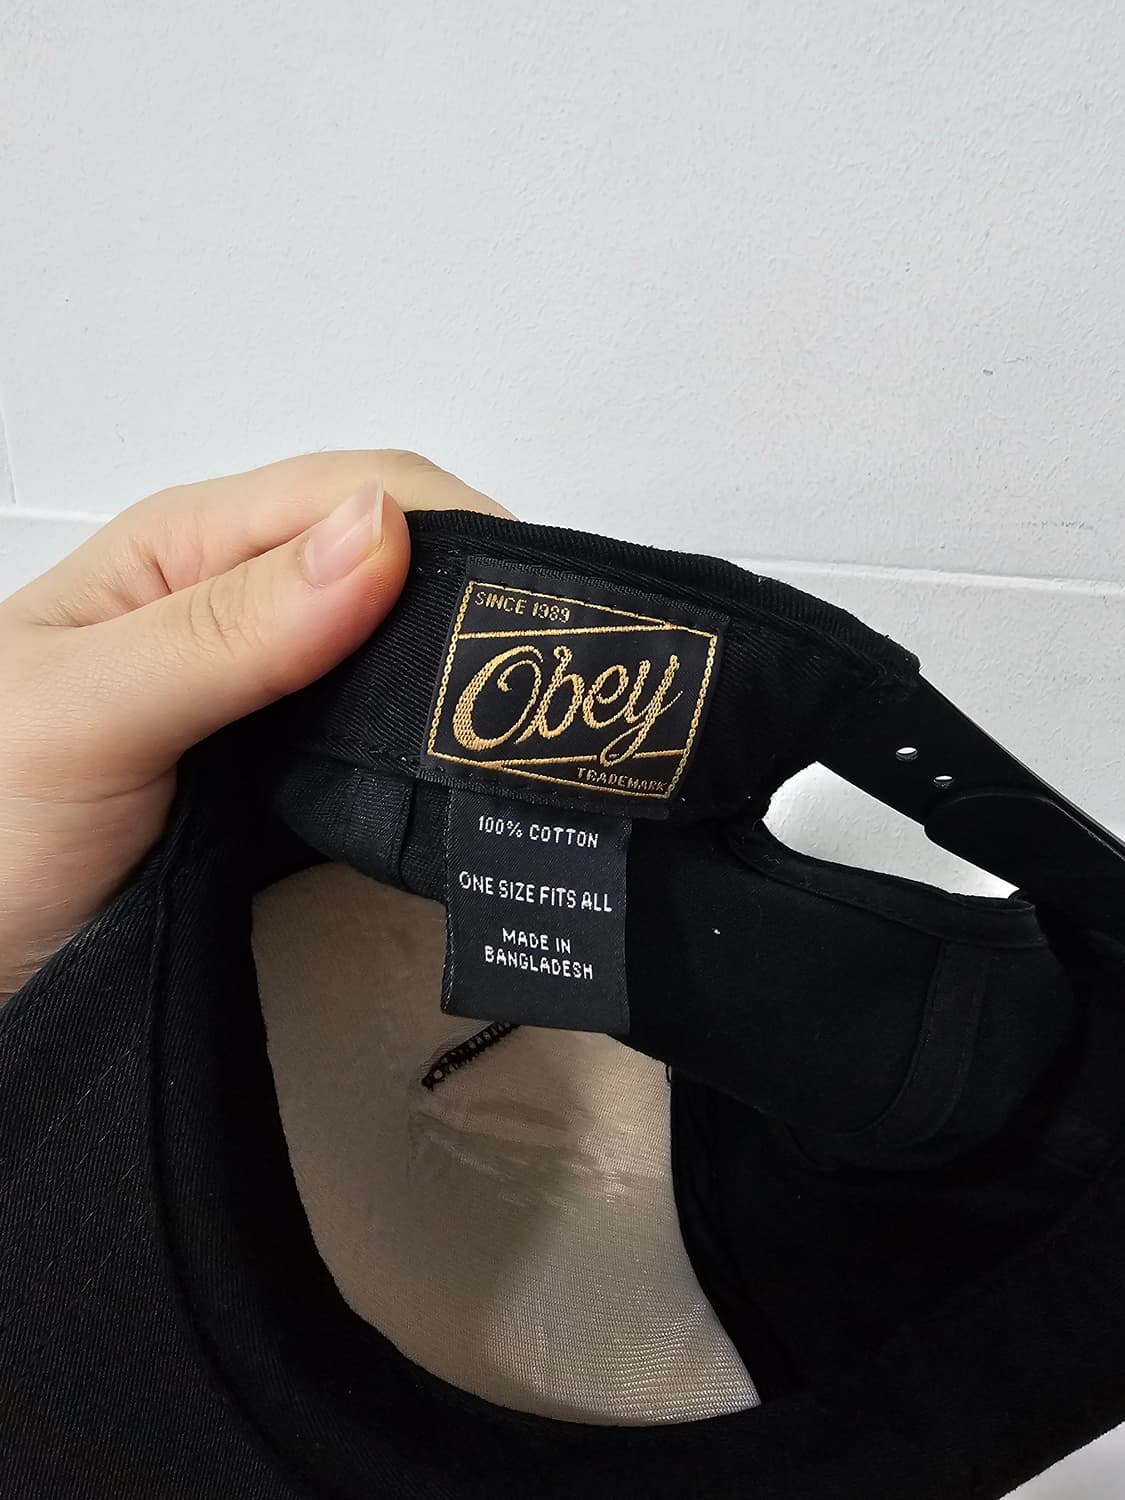 SINCE 1989
Obey
TRADEMARK
100% COTTON
ONE SIZE FITS ALL
MADE IN
BANGLADESH